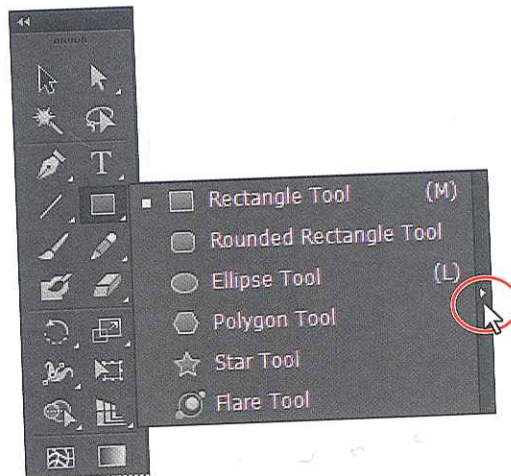 Rectangle Tool (M)
Rounded Rectangle Tool
Ellipse Tool (L)
Polygon Tool
Star Tool
Flare Tool